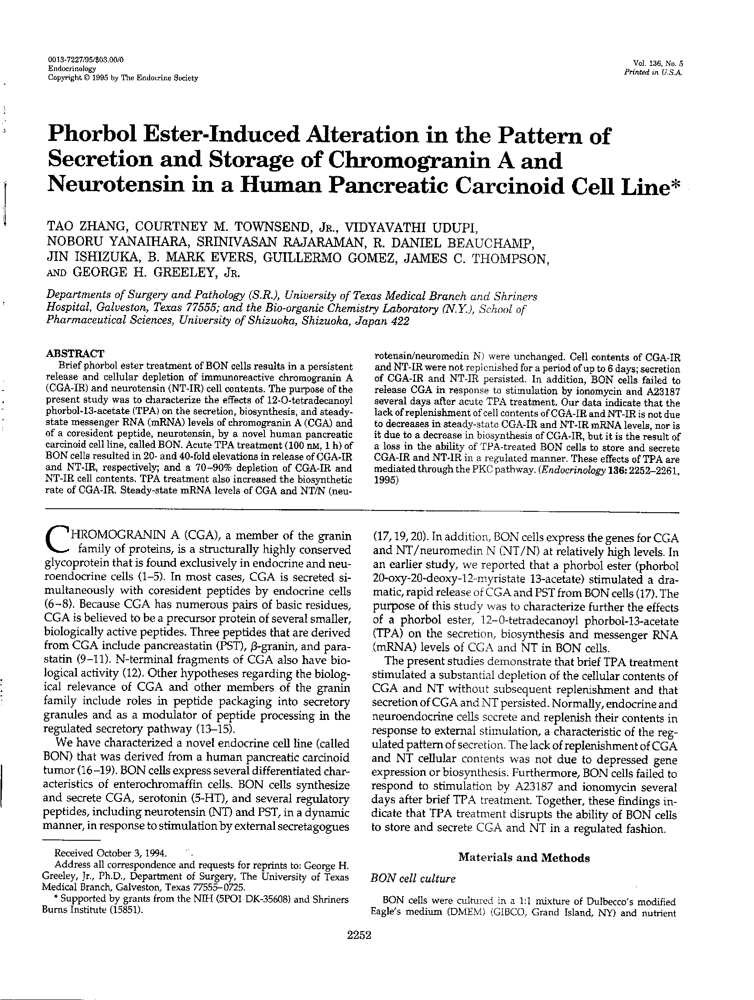 0013-7227/95/$03.00/0
Endocrinology
Copyright © 1995 by The Endocrine Society
Vol. 136, No. 5
Printed in U.S.A.
Phorbol Ester-Induced Alteration in the Pattern of
Secretion and Storage of Chromogranin A and
Neurotensin in a Human Pancreatic Carcinoid Cell Line*
TAO ZHANG, COURTNEY M. TOWNSEND, JR., VIDYAVATHI UDUPI,
NOBORU YANAIHARA, SRINIVASAN RAJARAMAN, R. DANIEL BEAUCHAMP,
JIN ISHIZUKA, B. MARK EVERS, GUILLERMO GOMEZ, JAMES C. THOMPSON,
AND GEORGE H. GREELEY, JR.
Departments of Surgery and Pathology (S.R.), University of Texas Medical Branch and Shriners
Hospital, Galveston, Texas 77555; and the Bio-organic Chemistry Laboratory (N.Y.), School of
Pharmaceutical Sciences, University of Shizuoka, Shizuoka, Japan 422
ABSTRACT
Brief phorbol ester treatment of BON cells results in a persistent
release and cellular depletion of immunoreactive chromogranin A
(CGA-IR) and neurotensin (NT-IR) cell contents. The purpose of the
present study was to characterize the effects of 12-O-tetradecanoyl
phorbol-13-acetate (TPA) on the secretion, biosynthesis, and steady-
state messenger RNA (mRNA) levels of chromogranin A (CGA) and
of a coresident peptide, neurotensin, by a novel human pancreatic
carcinoid cell line, BON. Acute TPA treatment (100 nM, 1 h) of
BON cells resulted in 20- and 40-fold elevations in release of CGA-IR
and NT-IR, respectively; and a 70–90% depletion of CGA-IR and
NT-IR cell contents. TPA treatment also increased the biosynthetic
rate of CGA-IR. Steady-state mRNA levels of CGA and NT/N (neu-
rotensin/neuromedin N) were unchanged. Cell contents of CGA-IR
and NT-IR were not replenished for a period of up to 6 days; secretion
of CGA-IR and NT-IR persisted. In addition, BON cells failed to
release CGA in response to stimulation by ionomycin and A23187
several days after acute TPA treatment. Our data indicate that the
lack of replenishment of cell contents of CGA-IR and NT-IR is not due
to decreases in steady-state CGA-IR and NT-IR mRNA levels, nor is
it due to a decrease in biosynthesis of CGA-IR, but it is the result of
a loss in the ability of TPA-treated BON cells to store and secrete
CGA-IR and NT-IR in a regulated manner. These effects of TPA are
mediated through the PKC pathway. (Endocrinology 136: 2252–2261,
1995)
CHROMOGRANIN A (CGA), a member of the granin
family of proteins, is a structurally highly conserved
glycoprotein that is found exclusively in endocrine and neu-
roendocrine cells (1–5). In most cases, CGA is secreted si-
multaneously with coresident peptides by endocrine cells
(6–8). Because CGA has numerous pairs of basic residues,
CGA is believed to be a precursor protein of several smaller,
biologically active peptides. Three peptides that are derived
from CGA include pancreastatin (PST), β-granin, and para-
statin (9–11). N-terminal fragments of CGA also have bio-
logical activity (12). Other hypotheses regarding the biolog-
ical relevance of CGA and other members of the granin
family include roles in peptide packaging into secretory
granules and as a modulator of peptide processing in the
regulated secretory pathway (13–15).
We have characterized a novel endocrine cell line (called
BON) that was derived from a human pancreatic carcinoid
tumor (16–19). BON cells express several differentiated char-
acteristics of enterochromaffin cells. BON cells synthesize
and secrete CGA, serotonin (5-HT), and several regulatory
peptides, including neurotensin (NT) and PST, in a dynamic
manner, in response to stimulation by external secretagogues
(17, 19, 20). In addition, BON cells express the genes for CGA
and NT/neuromedin N (NT/N) at relatively high levels. In
an earlier study, we reported that a phorbol ester (phorbol
20-oxy-20-deoxy-12-myristate 13-acetate) stimulated a dra-
matic, rapid release of CGA and PST from BON cells (17). The
purpose of this study was to characterize further the effects
of a phorbol ester, 12-0-tetradecanoyl phorbol-13-acetate
(TPA) on the secretion, biosynthesis and messenger RNA
(mRNA) levels of CGA and NT in BON cells.
The present studies demonstrate that brief TPA treatment
stimulated a substantial depletion of the cellular contents of
CGA and NT without subsequent replenishment and that
secretion of CGA and NT persisted. Normally, endocrine and
neuroendocrine cells secrete and replenish their contents in
response to external stimulation, a characteristic of the reg-
ulated pattern of secretion. The lack of replenishment of CGA
and NT cellular contents was not due to depressed gene
expression or biosynthesis. Furthermore, BON cells failed to
respond to stimulation by A23187 and ionomycin several
days after brief TPA treatment. Together, these findings in-
dicate that TPA treatment disrupts the ability of BON cells
to store and secrete CGA and NT in a regulated fashion.
Materials and Methods
BON cell culture
BON cells were cultured in a 1:1 mixture of Dulbecco's modified
Eagle's medium (DMEM) (GIBCO, Grand Island, NY) and nutrient
Received October 3, 1994.
Address all correspondence and requests for reprints to: George H.
Greeley, Jr., Ph.D., Department of Surgery, The University of Texas
Medical Branch, Galveston, Texas 77555–0725.
* Supported by grants from the NIH (5PO1 DK-35608) and Shriners
Burns Institute (15851).
2252